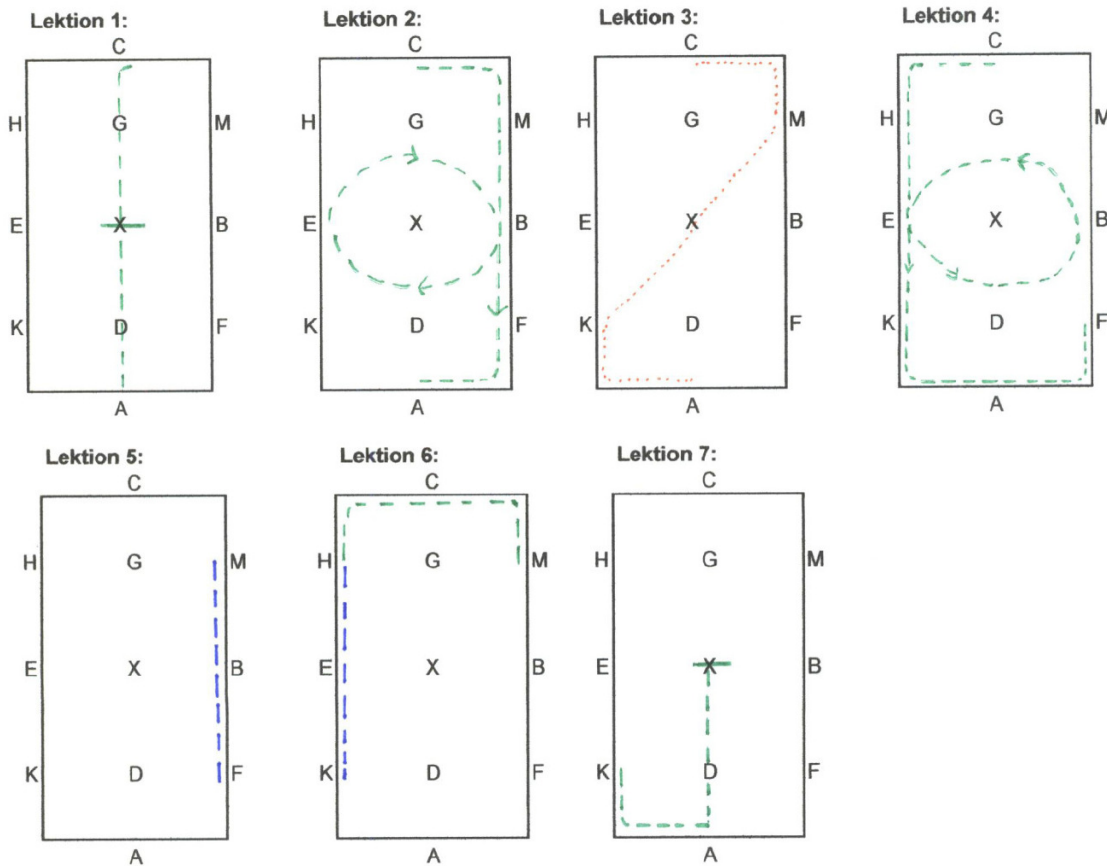 Lektion 1: Lektion 2: Lektion 3: Lektion 4:
C C C C
H G M H G M H G M H G M
E X B E X B E X B E X B
K D F K D F K D F K D F
A A A A
Lektion 5: Lektion 6: Lektion 7:
C C C
H G M H G M H G M
E X B E X B E X B
K D F K D F K D F
A A A